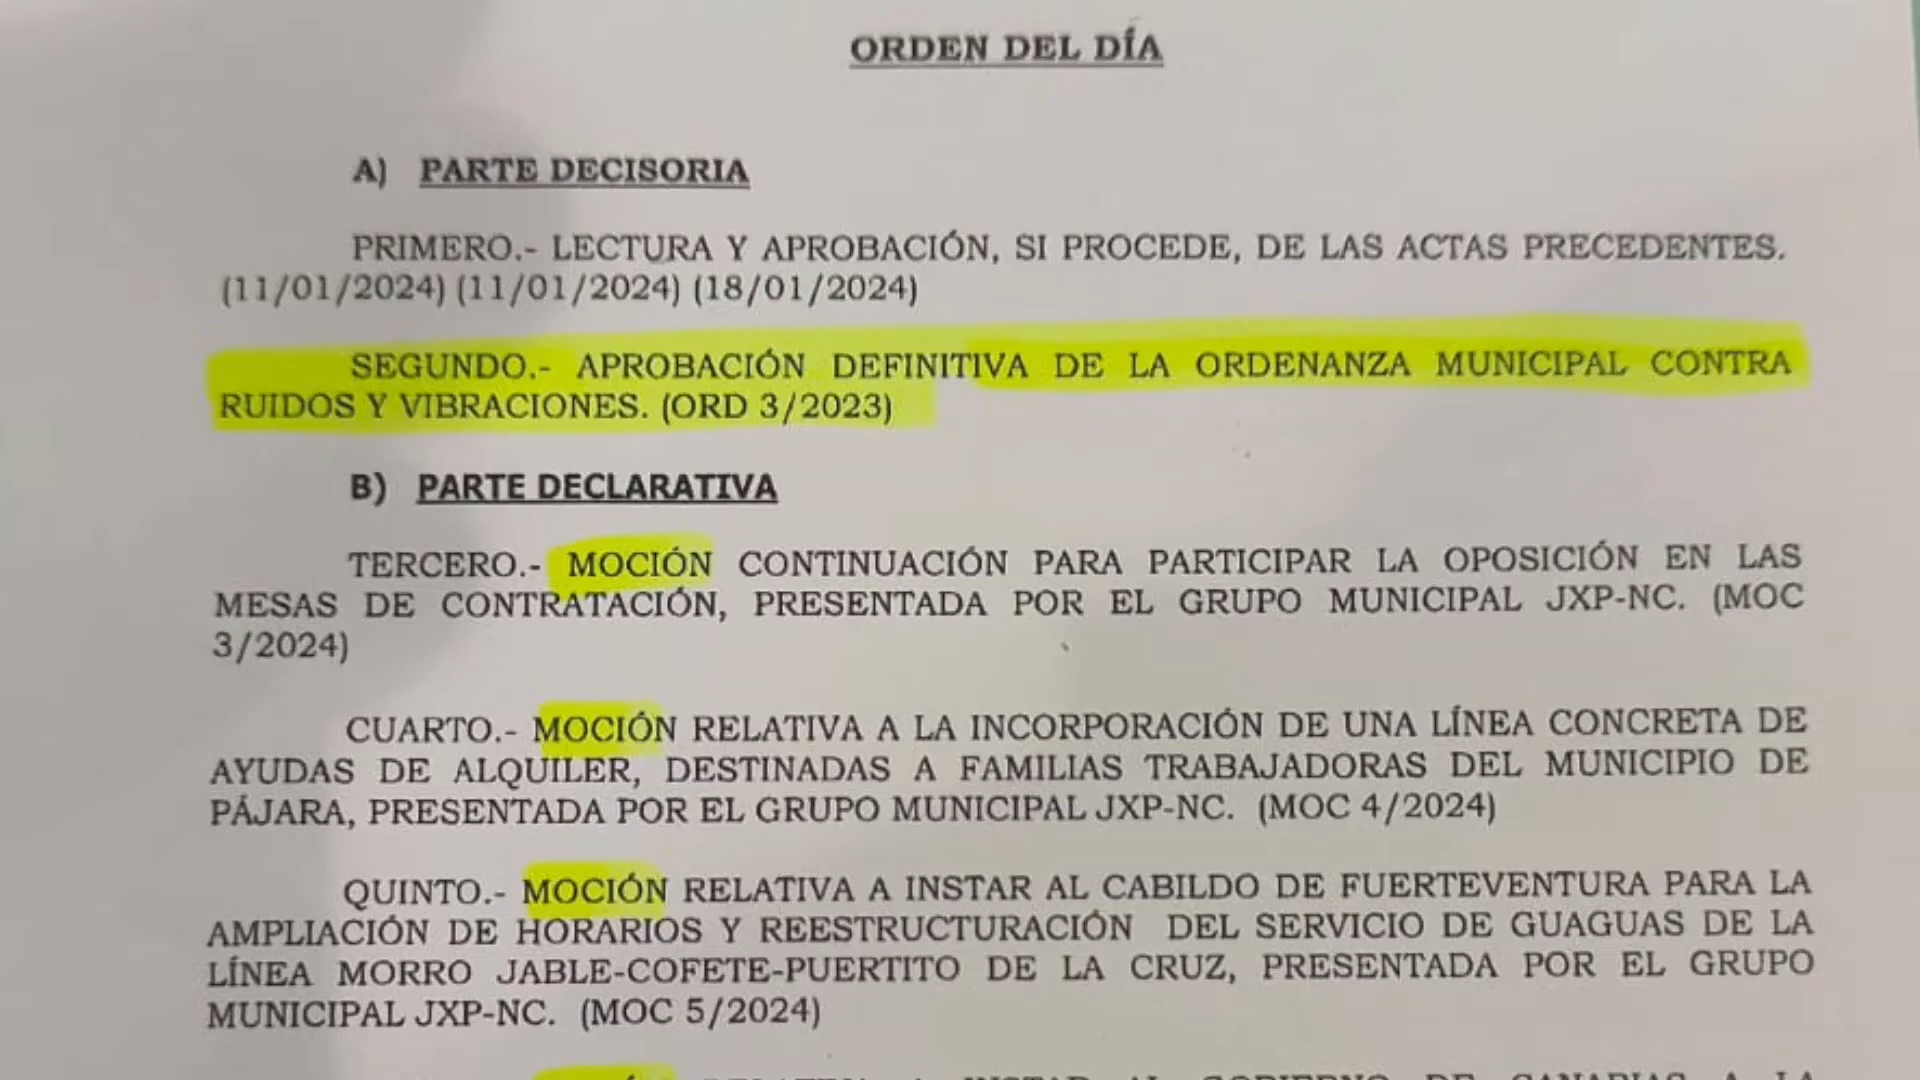 ORDEN DEL DÍA
A) PARTE DECISORIA
PRIMERO.- LECTURA Y APROBACIÓN, SI PROCEDE, DE LAS ACTAS PRECEDENTES.
(11/01/2024) (11/01/2024) (18/01/2024)
SEGUNDO.- APROBACIÓN DEFINITIVA DE LA ORDENANZA MUNICIPAL CONTRA
RUIDOS Y VIBRACIONES. (ORD 3/2023)
B) PARTE DECLARATIVA
TERCERO.- MOCIÓN CONTINUACIÓN PARA PARTICIPAR LA OPOSICIÓN EN LAS
MESAS DE CONTRATACIÓN, PRESENTADA POR EL GRUPO MUNICIPAL JXP-NC. (MOC
3/2024)
CUARTO.- MOCIÓN RELATIVA A LA INCORPORACIÓN DE UNA LÍNEA CONCRETA DE
AYUDAS DE ALQUILER, DESTINADAS A FAMILIAS TRABAJADORAS DEL MUNICIPIO DE
PÁJARA, PRESENTADA POR EL GRUPO MUNICIPAL JXP-NC. (MOC 4/2024)
QUINTO.- MOCIÓN RELATIVA A INSTAR AL CABILDO DE FUERTEVENTURA PARA LA
AMPLIACIÓN DE HORARIOS Y REESTRUCTURACIÓN DEL SERVICIO DE GUAGUAS DE LA
LÍNEA MORRO JABLE-COFETE-PUERTITO DE LA CRUZ, PRESENTADA POR EL GRUPO
MUNICIPAL JXP-NC. (MOC 5/2024)
A INSTAR AL GOBIERNO DE CANARIAS A LA